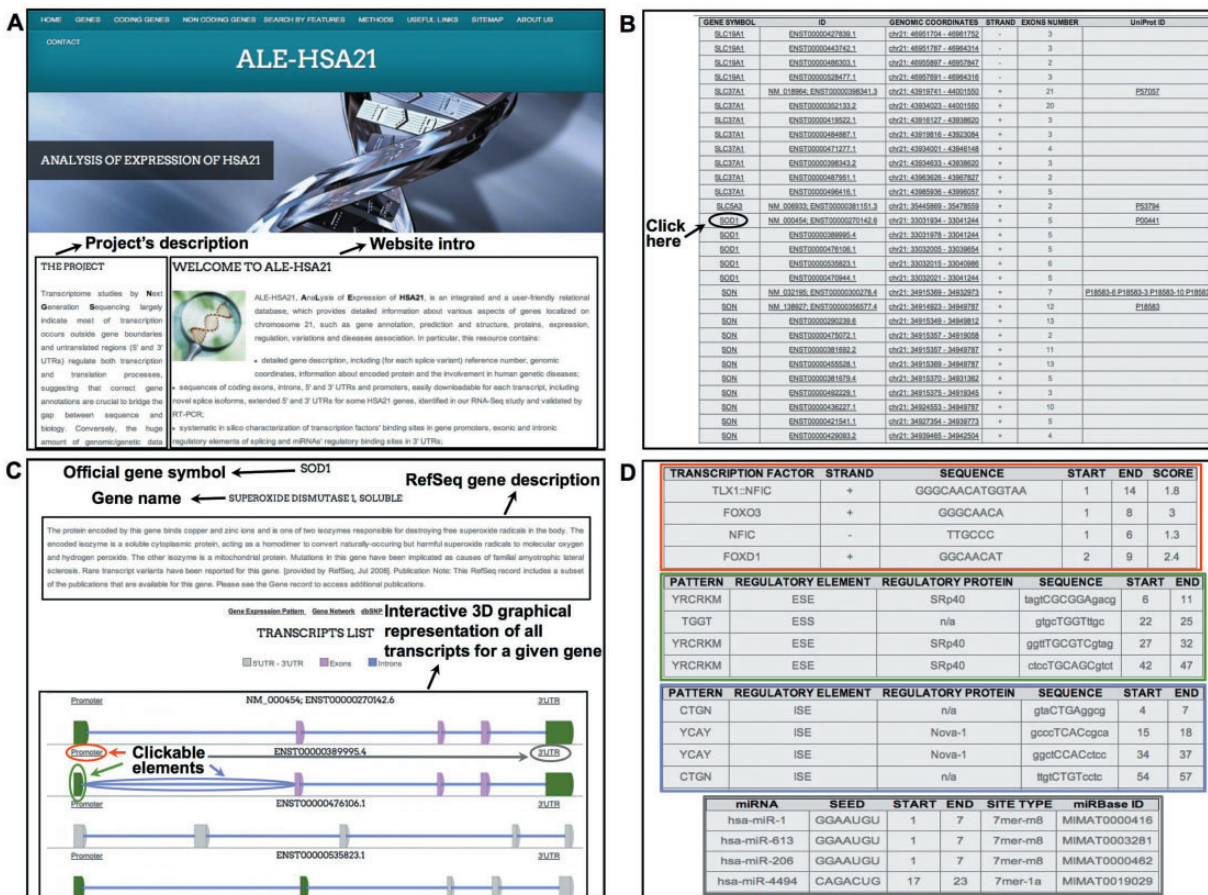 A
HOME GENES CODING GENES NON CODING GENES SEARCH BY FEATURES METHODS USEFUL LINKS SITEMAP ABOUT US
CONTACT
ALE-HSA21
ANALYSIS OF EXPRESSION OF HSA21
Project's description
Website intro
THE PROJECT
Transcriptome studies by Next
Generation Sequencing largely
indicate most of transcription
occurs outside gene boundaries
and untranslated regions (5' and 3'
UTRs) regulate both transcription
and translation processes,
suggesting that correct gene
annotations are crucial to bridge the
gap between sequence and
biology. Conversely, the huge
amount of genomic/genetic data
WELCOME TO ALE-HSA21
ALE-HSA21, AnaLysis of Expression of HSA21, is an integrated and a user-friendly relational
database, which provides detailed information about various aspects of genes localized on
chromosome 21, such as gene annotation, prediction and structure, proteins, expression,
regulation, variations and diseases association. In particular, this resource contains:
• detailed gene description, including (for each splice variant) reference number, genomic
coordinates, information about encoded protein and the involvement in human genetic diseases;
• sequences of coding exons, introns, 5' and 3' UTRs and promoters, easily downloadable for each transcript, including
novel splice isoforms, extended 5' and 3' UTRs for some HSA21 genes, identified in our RNA-Seq study and validated by
RT-PCR;
• systematic in silico characterization of transcription factors' binding sites in gene promoters, exonic and intronic
regulatory elements of splicing and miRNAs' regulatory binding sites in 3' UTRs;
B
GENE SYMBOL ID GENOMIC COORDINATES STRAND EXONS NUMBER UniProt ID
SLC19A1 ENST00000427839.1 chr21: 46951704 - 46961752 - 3
SLC19A1 ENST00000443742.1 chr21: 46951787 - 46964314 - 3
SLC19A1 ENST00000486303.1 chr21: 46955897 - 46957847 - 2
SLC19A1 ENST00000528477.1 chr21: 46957691 - 46964316 - 3
SLC37A1 NM_018964; ENST00000398341.3 chr21: 43919741 - 44001550 + 21 P57057
SLC37A1 ENST00000352133.2 chr21: 43934023 - 44001550 + 20
SLC37A1 ENST00000419522.1 chr21: 43916127 - 43938620 + 3
SLC37A1 ENST00000484887.1 chr21: 43919816 - 43923084 + 3
SLC37A1 ENST00000471277.1 chr21: 43934001 - 43946148 + 4
SLC37A1 ENST00000398343.2 chr21: 43934633 - 43938620 + 3
SLC37A1 ENST00000487951.1 chr21: 43963626 - 43967827 + 2
SLC37A1 ENST00000496416.1 chr21: 43985936 - 43996057 + 5
SLC5A3 NM_006933; ENST00000381151.3 chr21: 35445869 - 35478559 + 2 P53794
Click
here
SOD1 NM_000454; ENST00000270142.6 chr21: 33031934 - 33041244 + 5 P00441
SOD1 ENST00000389995.4 chr21: 33031978 - 33041244 + 5
SOD1 ENST00000476106.1 chr21: 33032005 - 33039654 + 5
SOD1 ENST00000535823.1 chr21: 33032015 - 33040986 + 6
SOD1 ENST00000470944.1 chr21: 33032021 - 33041244 + 5
SON NM_032195; ENST00000300278.4 chr21: 34915369 - 34932973 + 7 P18583-6 P18583-3 P18583-10 P18583
SON NM_138927; ENST00000356577.4 chr21: 34914923 - 34949787 + 12 P18583
SON ENST00000290239.6 chr21: 34915349 - 34949812 + 13
SON ENST00000475072.1 chr21: 34915357 - 34919058 + 2
SON ENST00000381692.2 chr21: 34915357 - 34949787 + 11
SON ENST00000455528.1 chr21: 34915369 - 34949787 + 13
SON ENST00000381679.4 chr21: 34915370 - 34931362 + 5
SON ENST00000492229.1 chr21: 34915375 - 34919345 + 3
SON ENST00000436227.1 chr21: 34924553 - 34949787 + 10
SON ENST00000421541.1 chr21: 34927354 - 34939773 + 5
SON ENST00000429093.2 chr21: 34939465 - 34942504 + 4
C
Official gene symbol SOD1
Gene name SUPEROXIDE DISMUTASE 1, SOLUBLE
RefSeq gene description
The protein encoded by this gene binds copper and zinc ions and is one of two isozymes responsible for destroying free superoxide radicals in the body. The
encoded isozyme is a soluble cytoplasmic protein, acting as a homodimer to convert naturally-occuring but harmful superoxide radicals to molecular oxygen
and hydrogen peroxide. The other isozyme is a mitochondrial protein. Mutations in this gene have been implicated as causes of familial amyotrophic lateral
sclerosis. Rare transcript variants have been reported for this gene. [provided by RefSeq, Jul 2008]. Publication Note: This RefSeq record includes a subset
of the publications that are available for this gene. Please see the Gene record to access additional publications.
Gene Expression Pattern Gene Network dbSNP
TRANSCRIPTS LIST
5'UTR - 3'UTR Exons Introns
Interactive 3D graphical
representation of all
transcripts for a given gene
Promoter NM_000454; ENST00000270142.6 3'UTR
Promoter ENST00000389995.4 3'UTR
Clickable
elements
ENST00000476106.1
Promoter ENST00000535823.1 3'UTR
D
TRANSCRIPTION FACTOR STRAND SEQUENCE START END SCORE
TLX1::NFIC + GGGCAACATGGTAA 1 14 1.8
FOXO3 + GGGCAACA 1 8 3
NFIC - TTGCCC 1 6 1.3
FOXD1 + GGCAACAT 2 9 2.4
PATTERN REGULATORY ELEMENT REGULATORY PROTEIN SEQUENCE START END
YRCRKM ESE SRp40 tagtCGCGGAgacg 6 11
TGGT ESS n/a gtgcTGGTttgc 22 25
YRCRKM ESE SRp40 ggttTGCGTCgtag 27 32
YRCRKM ESE SRp40 ctccTGCAGCgtct 42 47
PATTERN REGULATORY ELEMENT REGULATORY PROTEIN SEQUENCE START END
CTGN ISE n/a gtaCTGAggcg 4 7
YCAY ISE Nova-1 gcccTCACcgca 15 18
YCAY ISE Nova-1 ggctCCACctcc 34 37
CTGN ISE n/a ttgtCTGTcctc 54 57
miRNA SEED START END SITE TYPE miRBase ID
hsa-miR-1 GGAAUGU 1 7 7mer-m8 MIMAT0000416
hsa-miR-613 GGAAUGU 1 7 7mer-m8 MIMAT0003281
hsa-miR-206 GGAAUGU 1 7 7mer-m8 MIMAT0000462
hsa-miR-4494 CAGACUG 17 23 7mer-1a MIMAT0019029